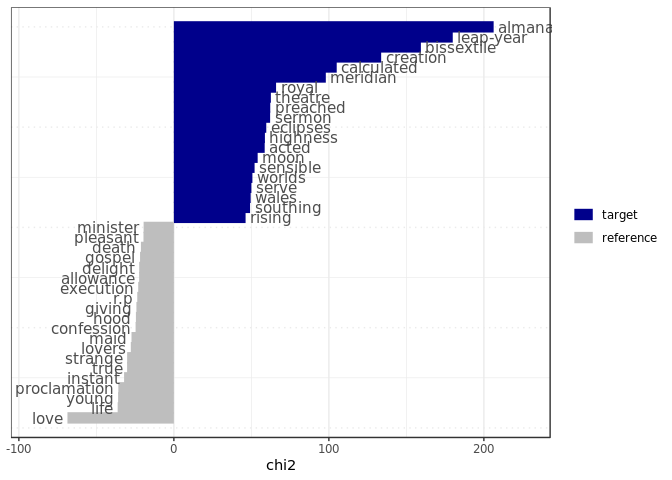 almana
leap-year
bissextile
creation
calculated
meridian
royal
theatre
preached
sermon
eclipses
highness
acted
moon
sensible
worlds
serve
wales
southing
rising
minister
pleasant
death
gospel
delight
allowance
execution
r.p
giving
hood
confession
maid
lovers
strange
true
instant
proclamation
young
life
love
target
reference
-100 0 100 200
chi2